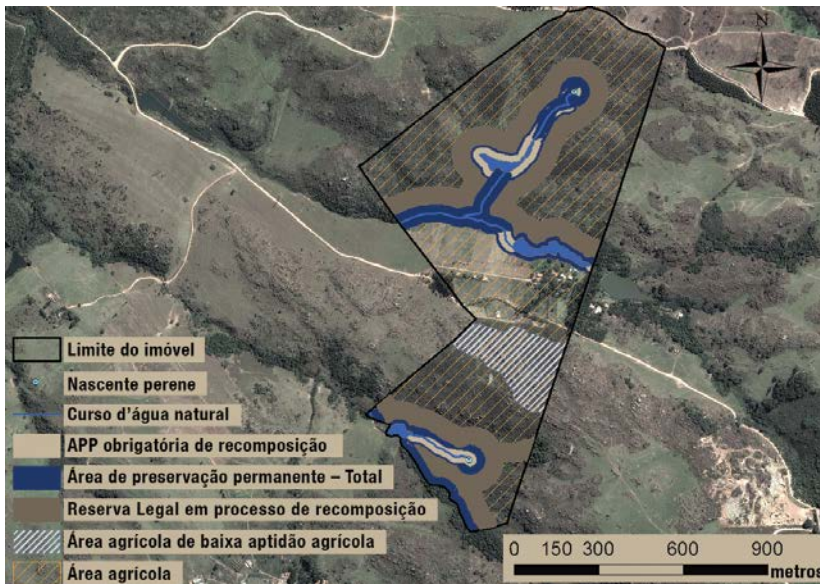 N
Limite do imóvel
Nascente perene
Curso d'água natural
APP obrigatória de recomposição
Área de preservação permanente – Total
Reserva Legal em processo de recomposição
Área agrícola de baixa aptidão agrícola
Área agrícola
0 150 300 600 900
metros